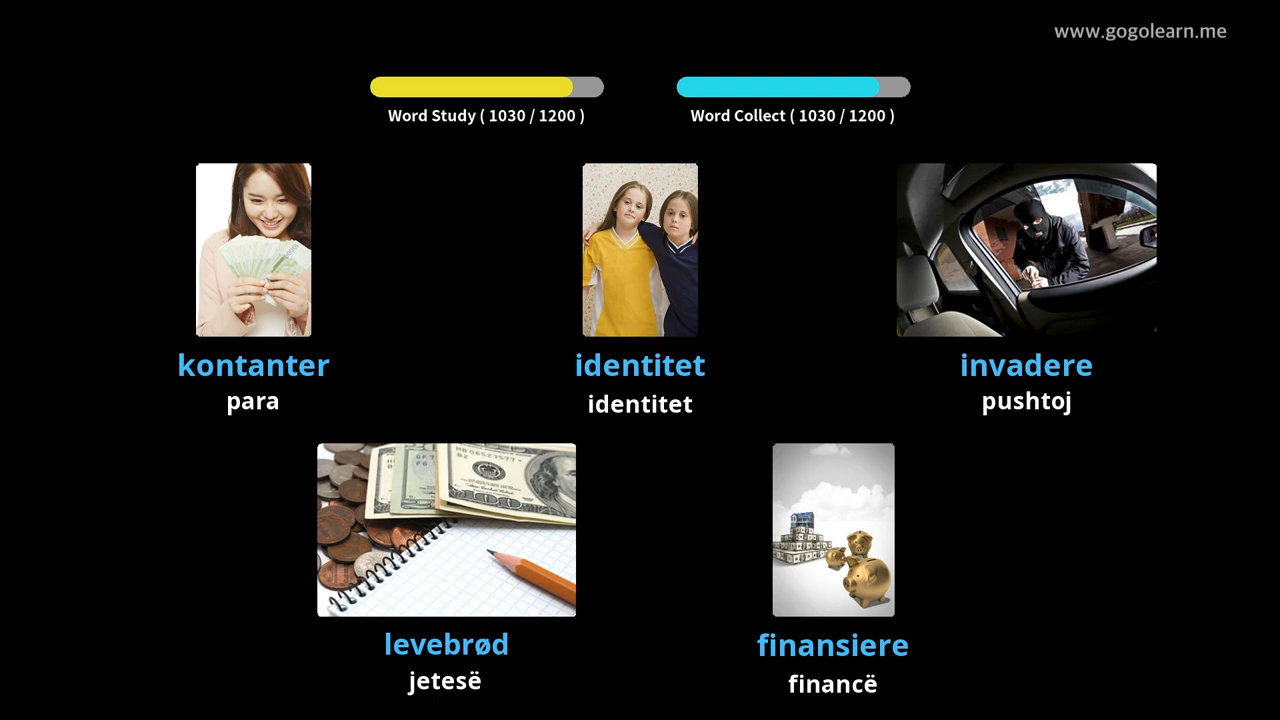 www.gogolearn.me
Word Study ( 1030 / 1200 )
Word Collect ( 1030 / 1200 )
kontanter
para
identitet
identitet
invadere
pushtoj
levebrød
jetesë
finansiere
financë